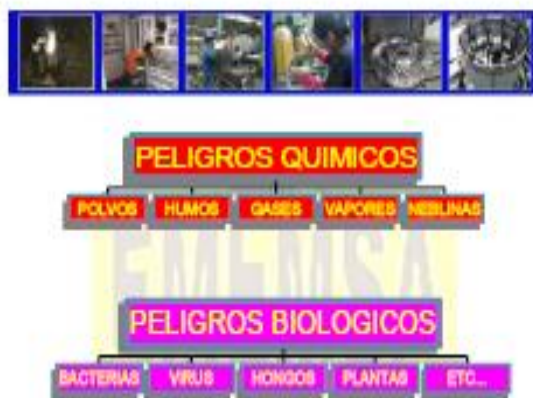 PELIGROS QUIMICOS
POLVOS HUMOS GASES VAPORES NEBLINAS
PELIGROS BIOLOGICOS
BACTERIAS VIRUS HONGOS PLANTAS ETC...